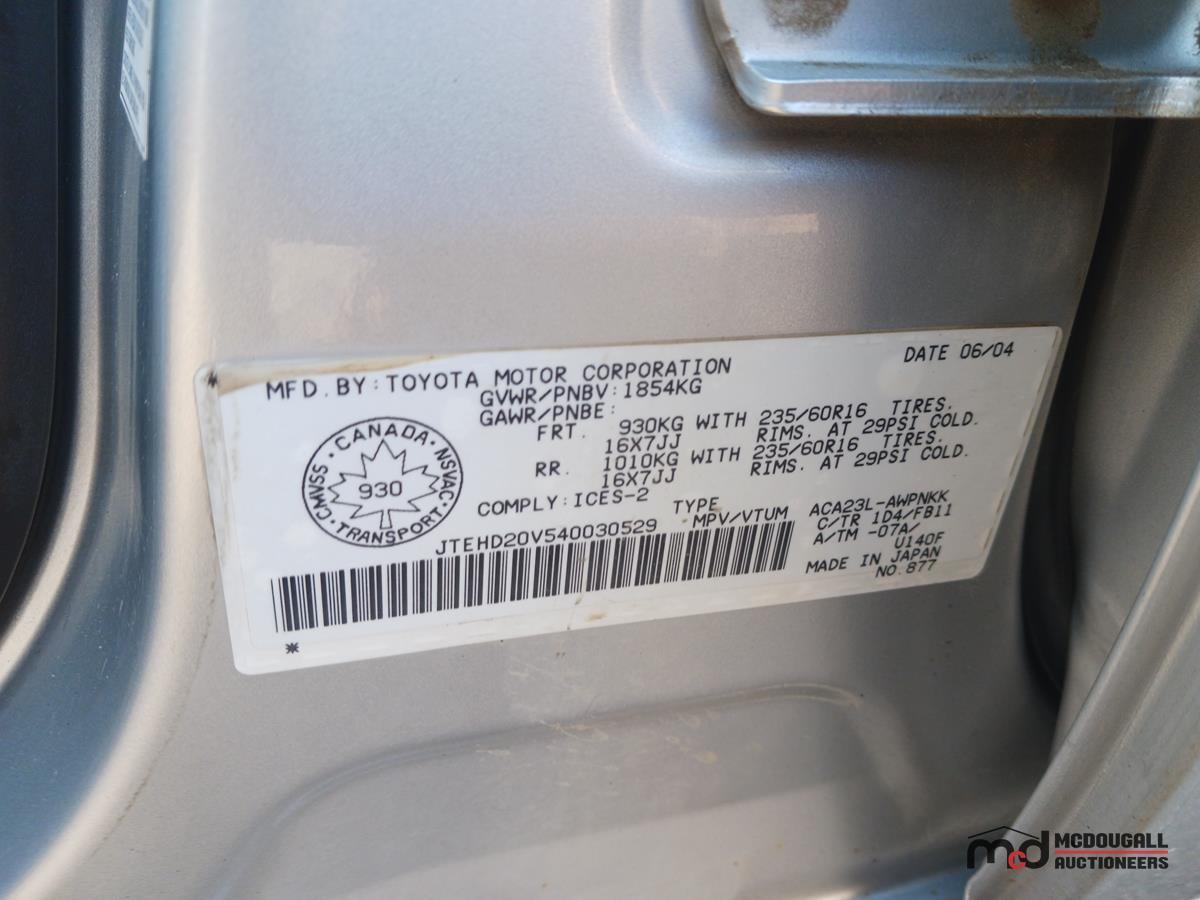 MFD. BY: TOYOTA MOTOR CORPORATION DATE 06/04
GVWR/PNBV: 1854KG
GAWR/PNBE:
FRT. 930KG WITH 235/60R16 TIRES.
16X7JJ RIMS. AT 29PSI COLD.
RR. 1010KG WITH 235/60R16 TIRES.
16X7JJ RIMS. AT 29PSI COLD.
COMPLY: ICES-2
CANADA · NSVAC · TRANSPORT · CMVSS ·
930
TYPE ACA23L-AWPNKK
JTEHD20V540030529 MPV/VTUM C/TR 1D4/FB11
A/TM -07A/
U140F
MADE IN JAPAN
NO.877
mcd MCDOUGALL
AUCTIONEERS